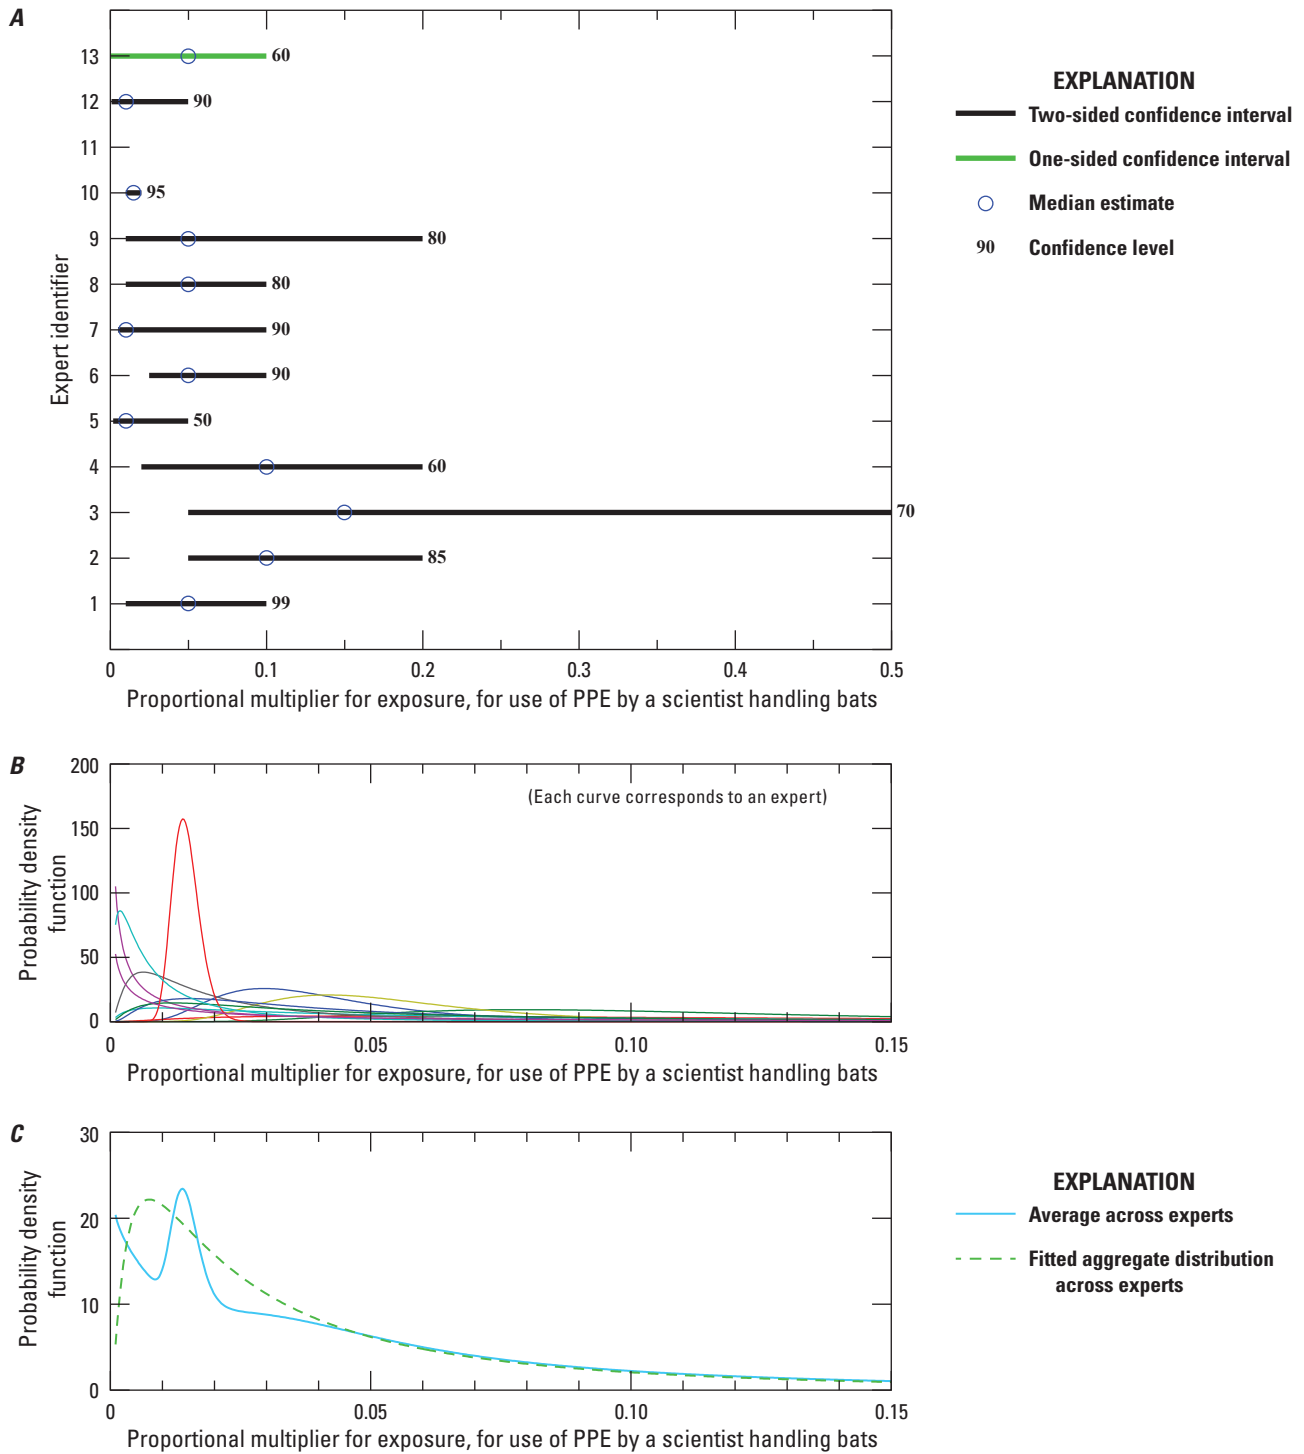 A
13
60
12
90
11
10
95
9
80
8
80
7
90
6
90
5
50
4
60
3
70
2
85
1
99
Expert identifier
0
0.1
0.2
0.3
0.4
0.5
Proportional multiplier for exposure, for use of PPE by a scientist handling bats
EXPLANATION
Two-sided confidence interval
One-sided confidence interval
Median estimate
90 Confidence level
B
200
150
100
50
0
Probability density
function
(Each curve corresponds to an expert)
0
0.05
0.10
0.15
Proportional multiplier for exposure, for use of PPE by a scientist handling bats
C
30
20
10
0
Probability density
function
0
0.05
0.10
0.15
Proportional multiplier for exposure, for use of PPE by a scientist handling bats
EXPLANATION
Average across experts
Fitted aggregate distribution
across experts